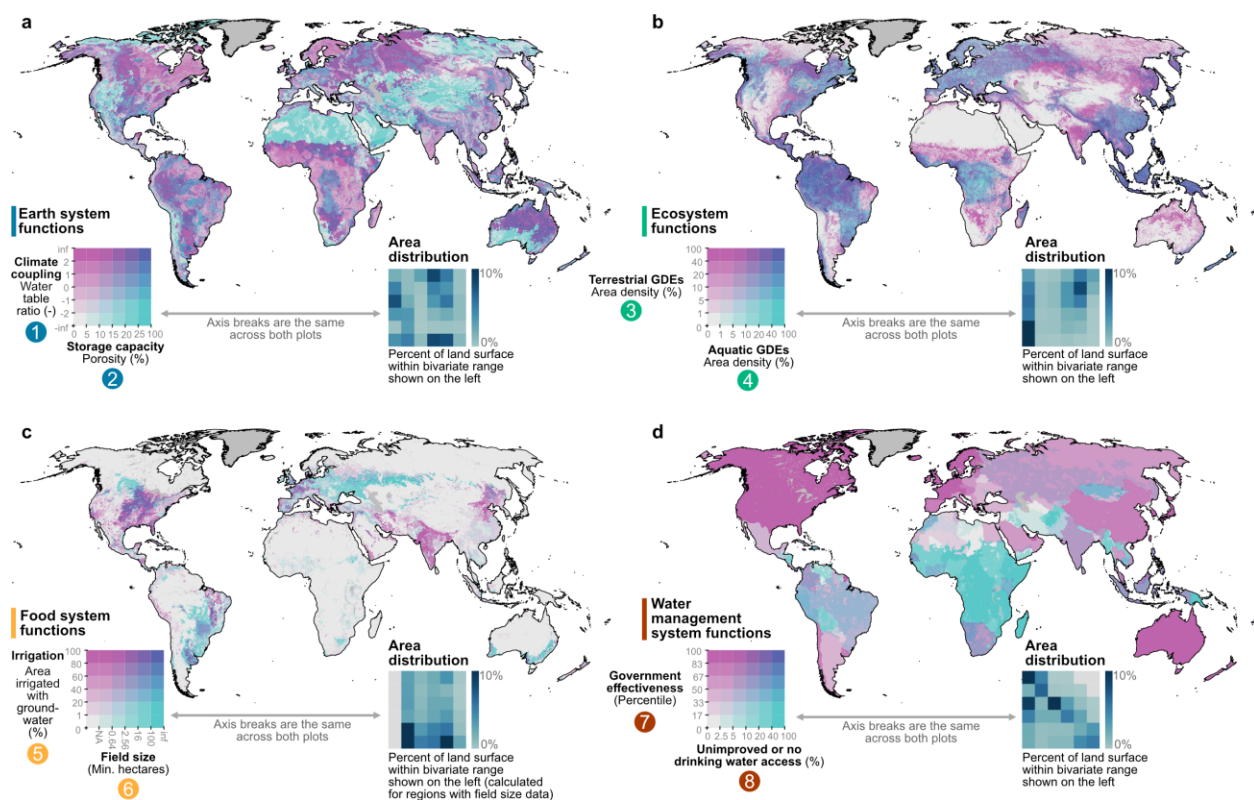 a
Earth system
functions
Climate
coupling
Water
table
ratio (-)
1
inf
2
1
0
-1
-2
-inf
0 5 10 15 20 25 100
Storage capacity
Porosity (%)
2
Axis breaks are the same
across both plots
Area
distribution
10%
0%
Percent of land surface
within bivariate range
shown on the left
b
Ecosystem
functions
Terrestrial GDEs
Area density (%)
3
100
40
20
10
5
1
0
0 1 5 10 20 40 100
Aquatic GDEs
Area density (%)
4
Axis breaks are the same
across both plots
Area
distribution
10%
0%
Percent of land surface
within bivariate range
shown on the left
c
Food system
functions
Irrigation
Area
irrigated
with
ground-
water
(%)
5
100
80
60
40
20
1
0
NA
0.64
2.56
16
100
inf
Field size
(Min. hectares)
6
Axis breaks are the same
across both plots
Area
distribution
10%
0%
Percent of land surface
within bivariate range
shown on the left (calculated
for regions with field size data)
d
Water
management
system functions
Government
effectiveness
(Percentile)
7
100
83
67
50
33
17
0
0 2.5 5 10 20 40 100
Unimproved or no
drinking water access (%)
8
Axis breaks are the same
across both plots
Area
distribution
10%
0%
Percent of land surface
within bivariate range
shown on the left